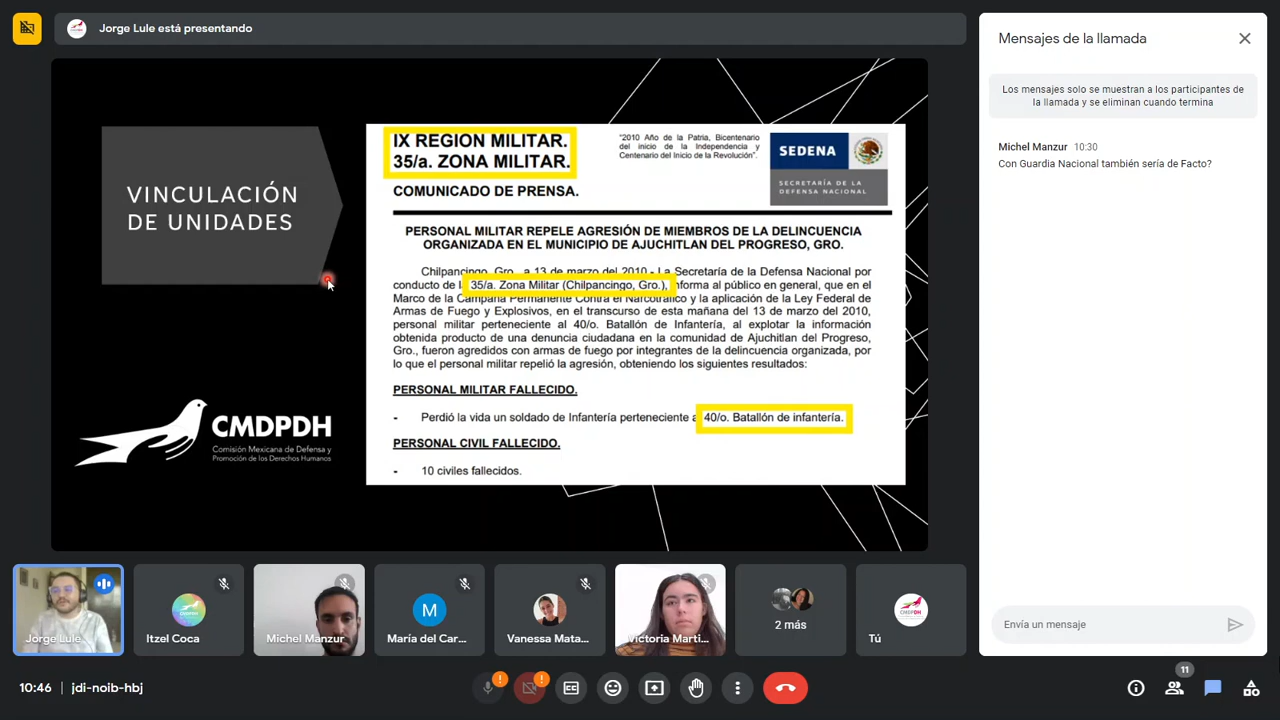 Jorge Lule está presentando
VINCULACIÓN
DE UNIDADES
CMDPDH
Comisión Mexicana de Defensa y
Promoción de los Derechos Humanos
IX REGION MILITAR.
35/a. ZONA MILITAR.
COMUNICADO DE PRENSA.
"2010 Año de la Patria, Bicentenario
del inicio de la Independencia y
Centenario del Inicio de la Revolución".
SEDENA
SECRETARÍA DE LA
DEFENSA NACIONAL
PERSONAL MILITAR REPELE AGRESIÓN DE MIEMBROS DE LA DELINCUENCIA
ORGANIZADA EN EL MUNICIPIO DE AJUCHITLAN DEL PROGRESO, GRO.
Chilpancingo, Gro., a 13 de marzo del 2010.- La Secretaría de la Defensa Nacional por
conducto de l 35/a. Zona Militar (Chilpancingo, Gro.), informa al público en general, que en el
Marco de la Campaña Permanente Contra el Narcotráfico y la aplicación de la Ley Federal de
Armas de Fuego y Explosivos, en el transcurso de esta mañana del 13 de marzo del 2010,
personal militar perteneciente al 40/o. Batallón de Infantería, al explotar la información
obtenida producto de una denuncia ciudadana en la comunidad de Ajuchitlan del Progreso,
Gro., fueron agredidos con armas de fuego por integrantes de la delincuencia organizada, por
lo que el personal militar repelió la agresión, obteniendo los siguientes resultados:
PERSONAL MILITAR FALLECIDO.
- Perdió la vida un soldado de Infantería perteneciente a 40/o. Batallón de infantería.
PERSONAL CIVIL FALLECIDO.
- 10 civiles fallecidos.
Mensajes de la llamada
Los mensajes solo se muestran a los participantes de
la llamada y se eliminan cuando termina
Michel Manzur 10:30
Con Guardia Nacional también sería de Facto?
Envía un mensaje
Jorge Lule
Itzel Coca
Michel Manzur
M
María del Car...
Vanessa Mata...
Victoria Marti...
2 más
Tú
10:46 | jdi-noib-hbj
11